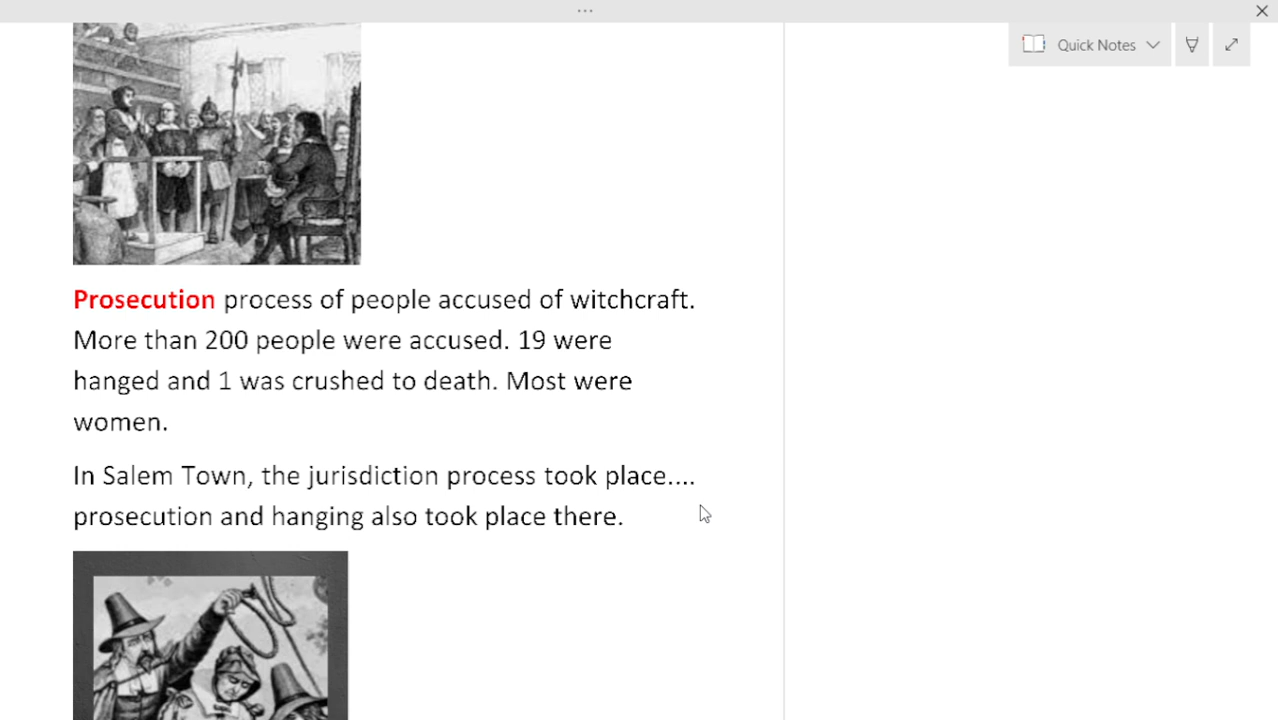 ...
Quick Notes
Prosecution process of people accused of witchcraft.
More than 200 people were accused. 19 were
hanged and 1 was crushed to death. Most were
women.
In Salem Town, the jurisdiction process took place....
prosecution and hanging also took place there.